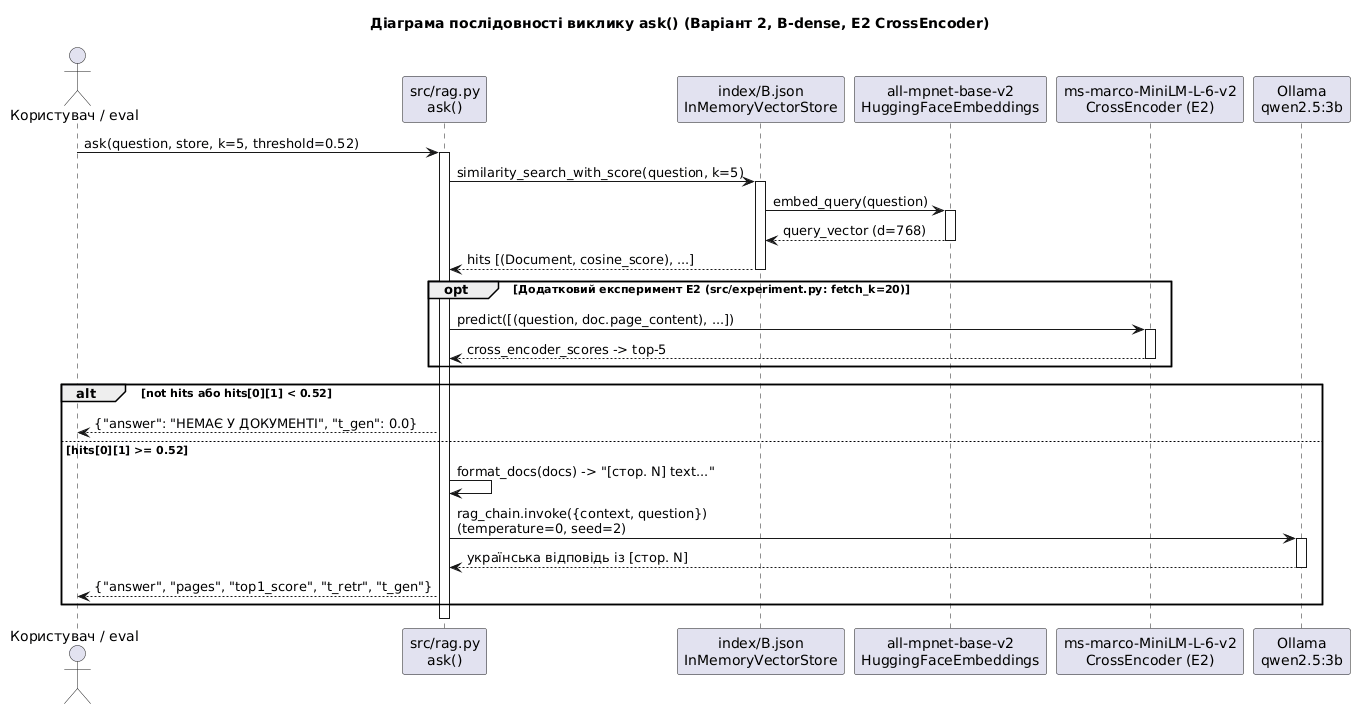 Діаграма послідовності виклику ask() (Варіант 2, B-dense, E2 CrossEncoder)
Користувач / eval
src/rag.py
ask()
index/B.json
InMemoryVectorStore
all-mpnet-base-v2
HuggingFaceEmbeddings
ms-marco-MiniLM-L-6-v2
CrossEncoder (E2)
Ollama
qwen2.5:3b
ask(question, store, k=5, threshold=0.52)
similarity_search_with_score(question, k=5)
embed_query(question)
query_vector (d=768)
hits [(Document, cosine_score), ...]
opt [Додатковий експеримент E2 (src/experiment.py: fetch_k=20)]
predict([(question, doc.page_content), ...])
cross_encoder_scores -> top-5
alt [not hits або hits[0][1] < 0.52]
{"answer": "НЕМАЄ У ДОКУМЕНТІ", "t_gen": 0.0}
[hits[0][1] >= 0.52]
format_docs(docs) -> "[стор. N] text..."
rag_chain.invoke({context, question})
(temperature=0, seed=2)
українська відповідь із [стор. N]
{"answer", "pages", "top1_score", "t_retr", "t_gen"}
Користувач / eval
src/rag.py
ask()
index/B.json
InMemoryVectorStore
all-mpnet-base-v2
HuggingFaceEmbeddings
ms-marco-MiniLM-L-6-v2
CrossEncoder (E2)
Ollama
qwen2.5:3b